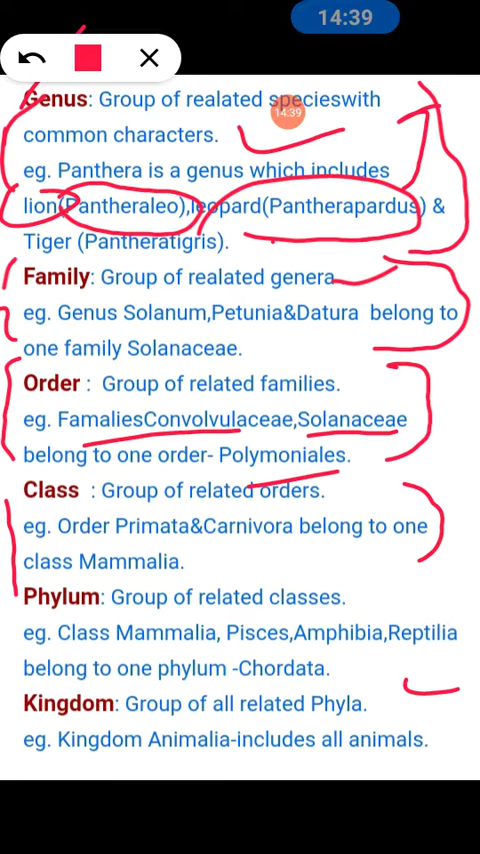 14:39
Genus: Group of realated specieswith
14:39
common characters.
eg. Panthera is a genus which includes
lion(Pantheraleo),leopard(Pantherapardus) &
Tiger (Pantheratigris).
Family: Group of realated genera
eg. Genus Solanum,Petunia&Datura belong to
one family Solanaceae.
Order : Group of related families.
eg. FamaliesConvolvulaceae,Solanaceae
belong to one order- Polymoniales.
Class : Group of related orders.
eg. Order Primata&Carnivora belong to one
class Mammalia.
Phylum: Group of related classes.
eg. Class Mammalia, Pisces,Amphibia,Reptilia
belong to one phylum -Chordata.
Kingdom: Group of all related Phyla.
eg. Kingdom Animalia-includes all animals.